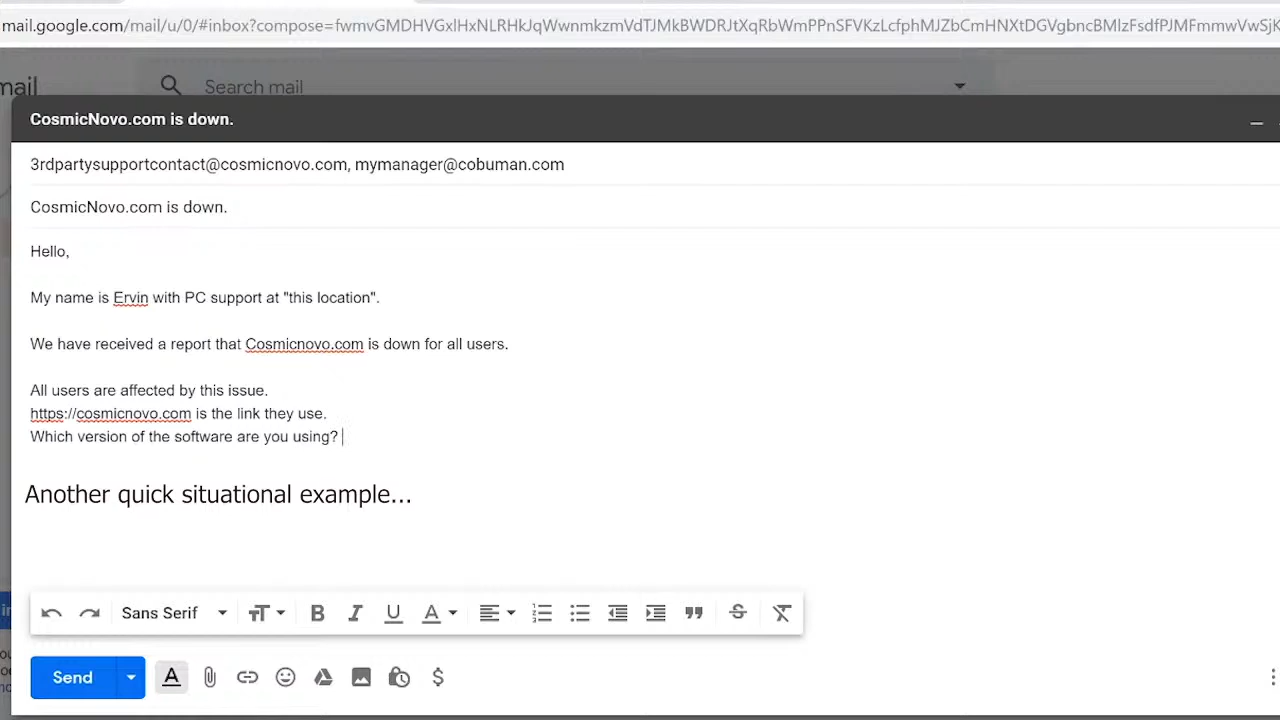 mail.google.com/mail/u/0/#inbox?compose=fwmvGMDHVGxlHxNLRHkJqWwnmkzmVdTJMkBWDRJtXqRbWmPPnSFVKzLcfphMJZbCmHNXtDGVgbncBMlzFsdfPJMFmmwVwSjK
mail
Search mail
CosmicNovo.com is down.
3rdpartysupportcontact@cosmicnovo.com, mymanager@cobuman.com
CosmicNovo.com is down.
Hello,
My name is Ervin with PC support at "this location".
We have received a report that Cosmicnovo.com is down for all users.
All users are affected by this issue.
https://cosmicnovo.com is the link they use.
Which version of the software are you using?
Another quick situational example...
Sans Serif
Send